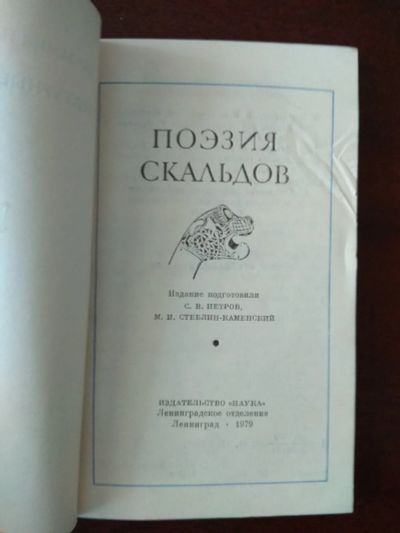 ПОЭЗИЯ
СКАЛЬДОВ
Издание подготовили
С. В. ПЕТРОВ,
М. И. СТЕБЛИН-КАМЕНСКИЙ
ИЗДАТЕЛЬСТВО «НАУКА»
Ленинградское отделение
Ленинград · 1979